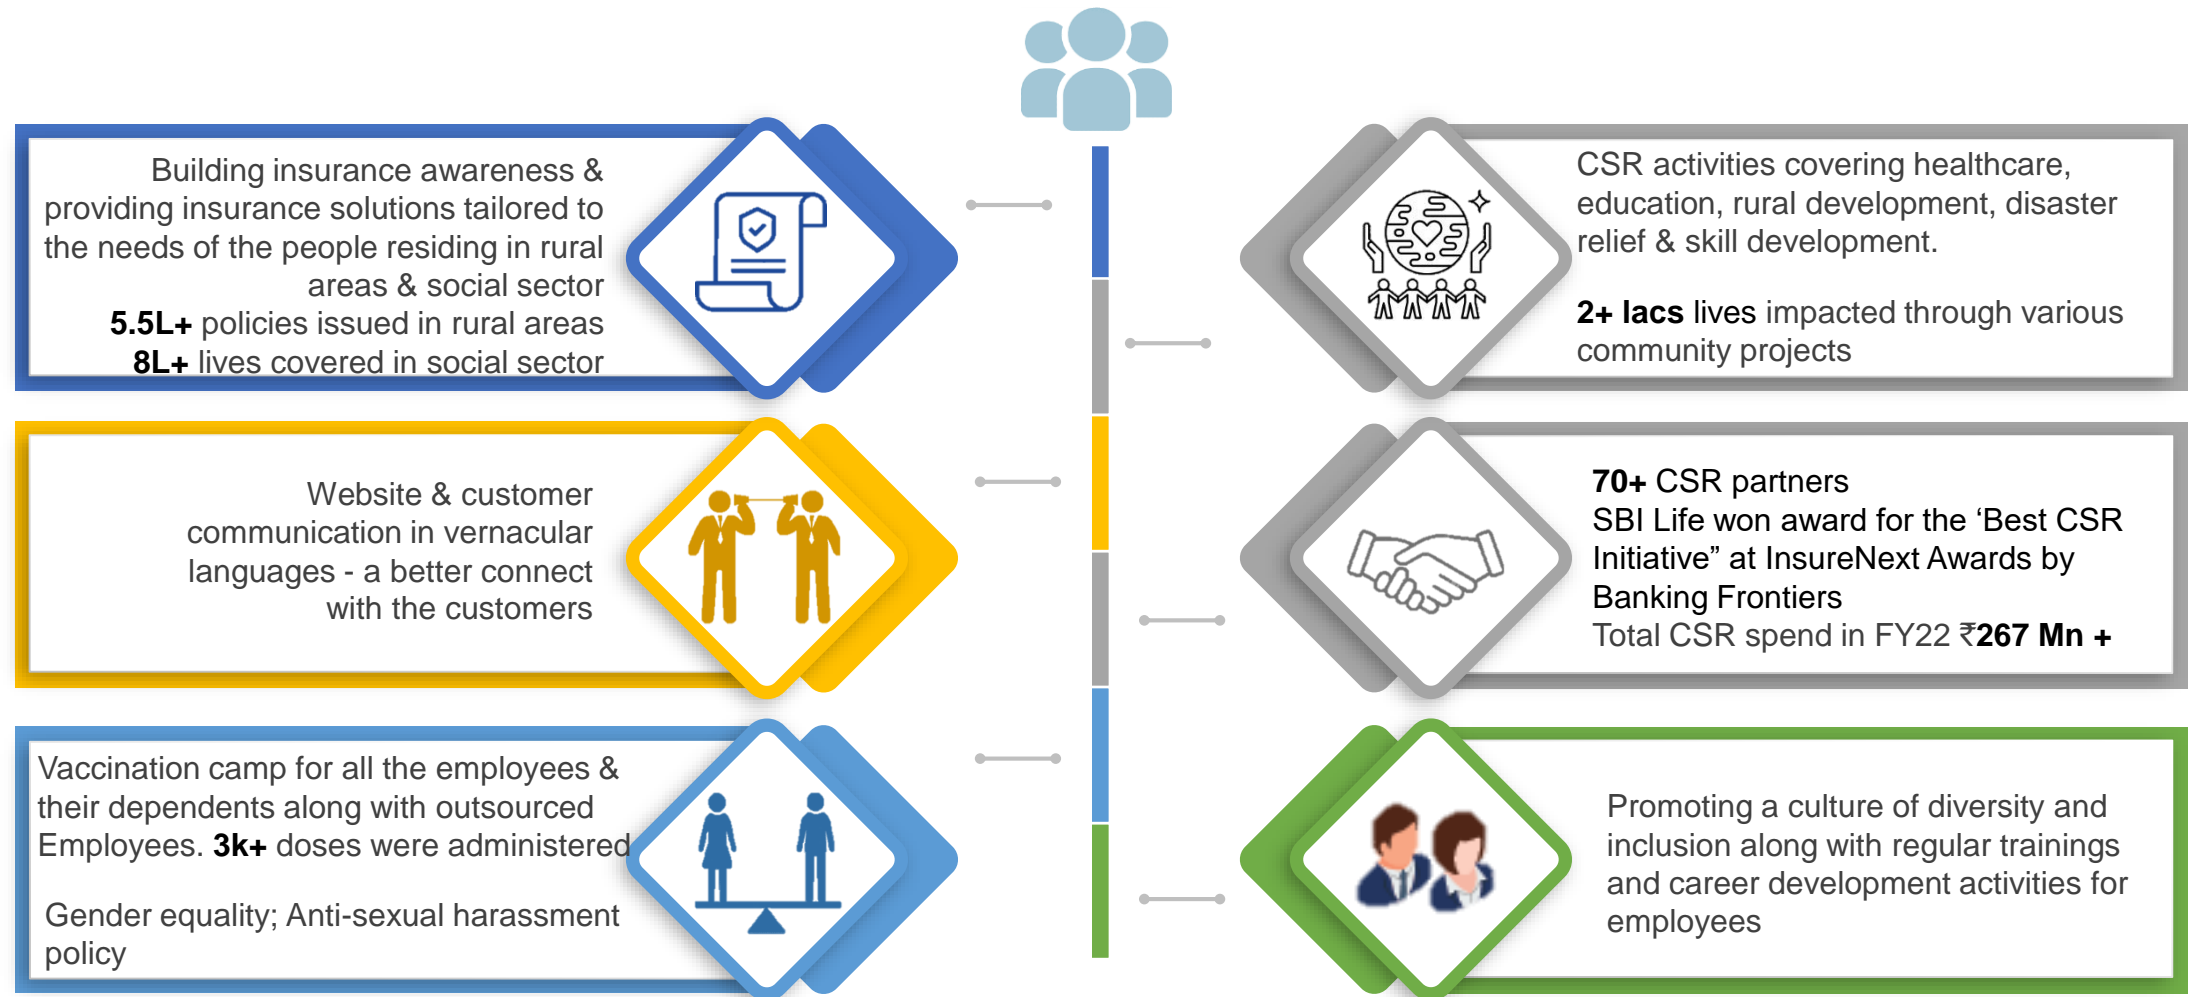 Building insurance awareness &
providing insurance solutions tailored to
the needs of the people residing in rural
areas & social sector
5.5L+ policies issued in rural areas
8L+ lives covered in social sector
CSR activities covering healthcare,
education, rural development, disaster
relief & skill development.
2+ lacs lives impacted through various
community projects
Website & customer
communication in vernacular
languages - a better connect
with the customers
70+ CSR partners
SBI Life won award for the ‘Best CSR
Initiative” at InsureNext Awards by
Banking Frontiers
Total CSR spend in FY22 ₹267 Mn +
Vaccination camp for all the employees &
their dependents along with outsourced
Employees. 3k+ doses were administered
Gender equality; Anti-sexual harassment
policy
Promoting a culture of diversity and
inclusion along with regular trainings
and career development activities for
employees